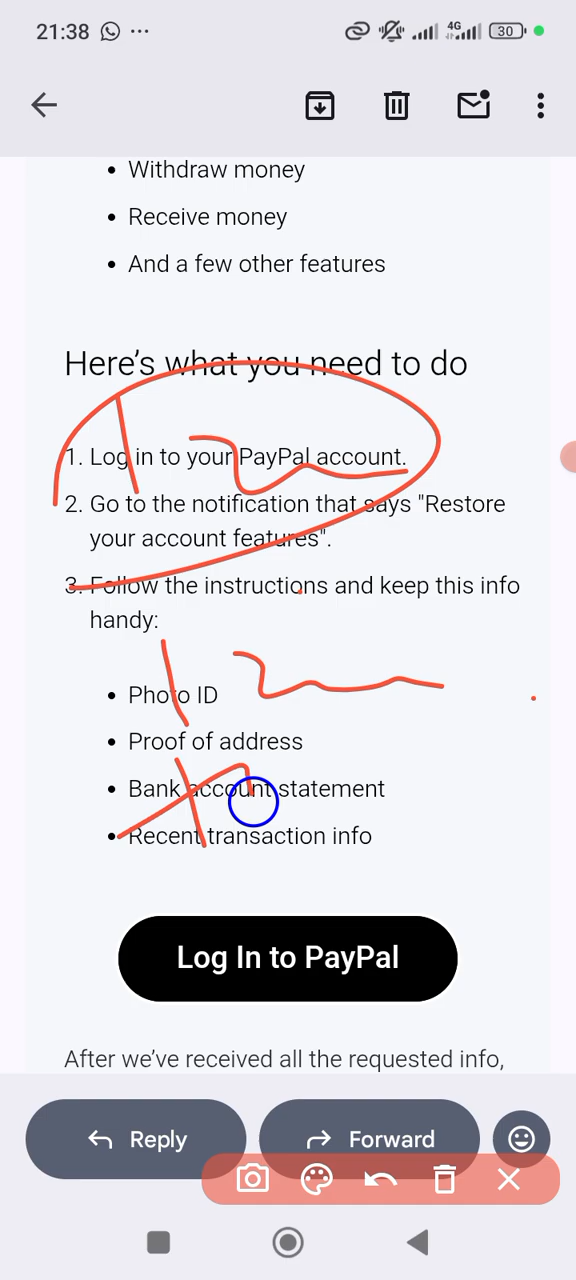 21:38
4G
30
• Withdraw money
• Receive money
• And a few other features
Here’s what you need to do
1. Log in to your PayPal account.
2. Go to the notification that says "Restore
your account features".
3. Follow the instructions and keep this info
handy:
• Photo ID
• Proof of address
• Bank account statement
• Recent transaction info
Log In to PayPal
After we’ve received all the requested info,
Reply
Forward